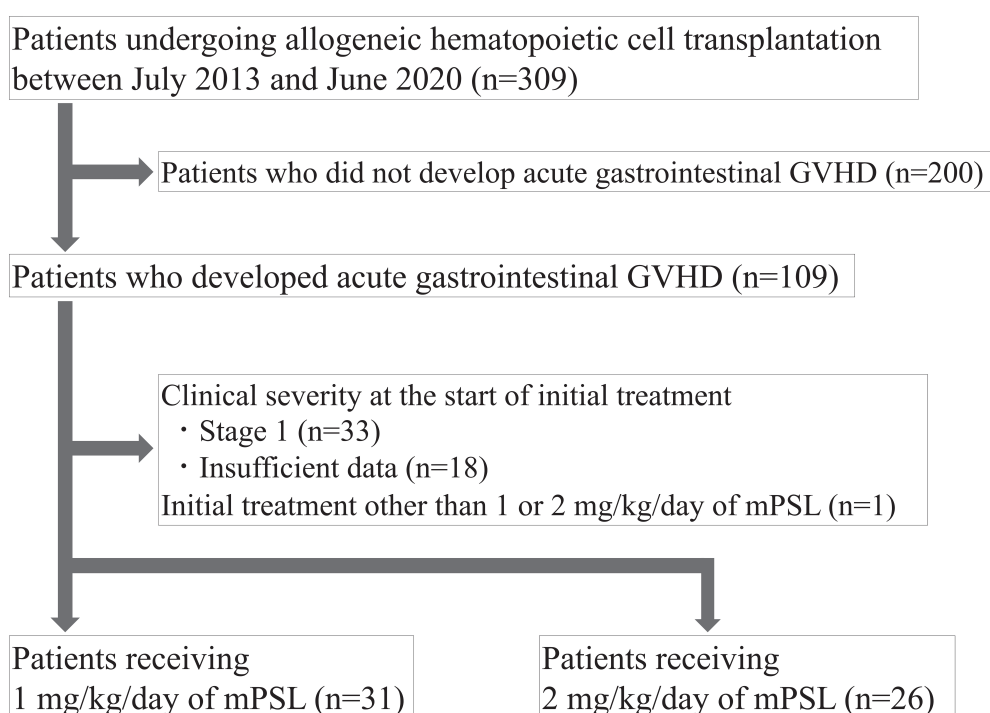 Patients undergoing allogeneic hematopoietic cell transplantation
between July 2013 and June 2020 (n=309)
Patients who did not develop acute gastrointestinal GVHD (n=200)
Patients who developed acute gastrointestinal GVHD (n=109)
Clinical severity at the start of initial treatment
・Stage 1 (n=33)
・Insufficient data (n=18)
Initial treatment other than 1 or 2 mg/kg/day of mPSL (n=1)
Patients receiving
1 mg/kg/day of mPSL (n=31)
Patients receiving
2 mg/kg/day of mPSL (n=26)